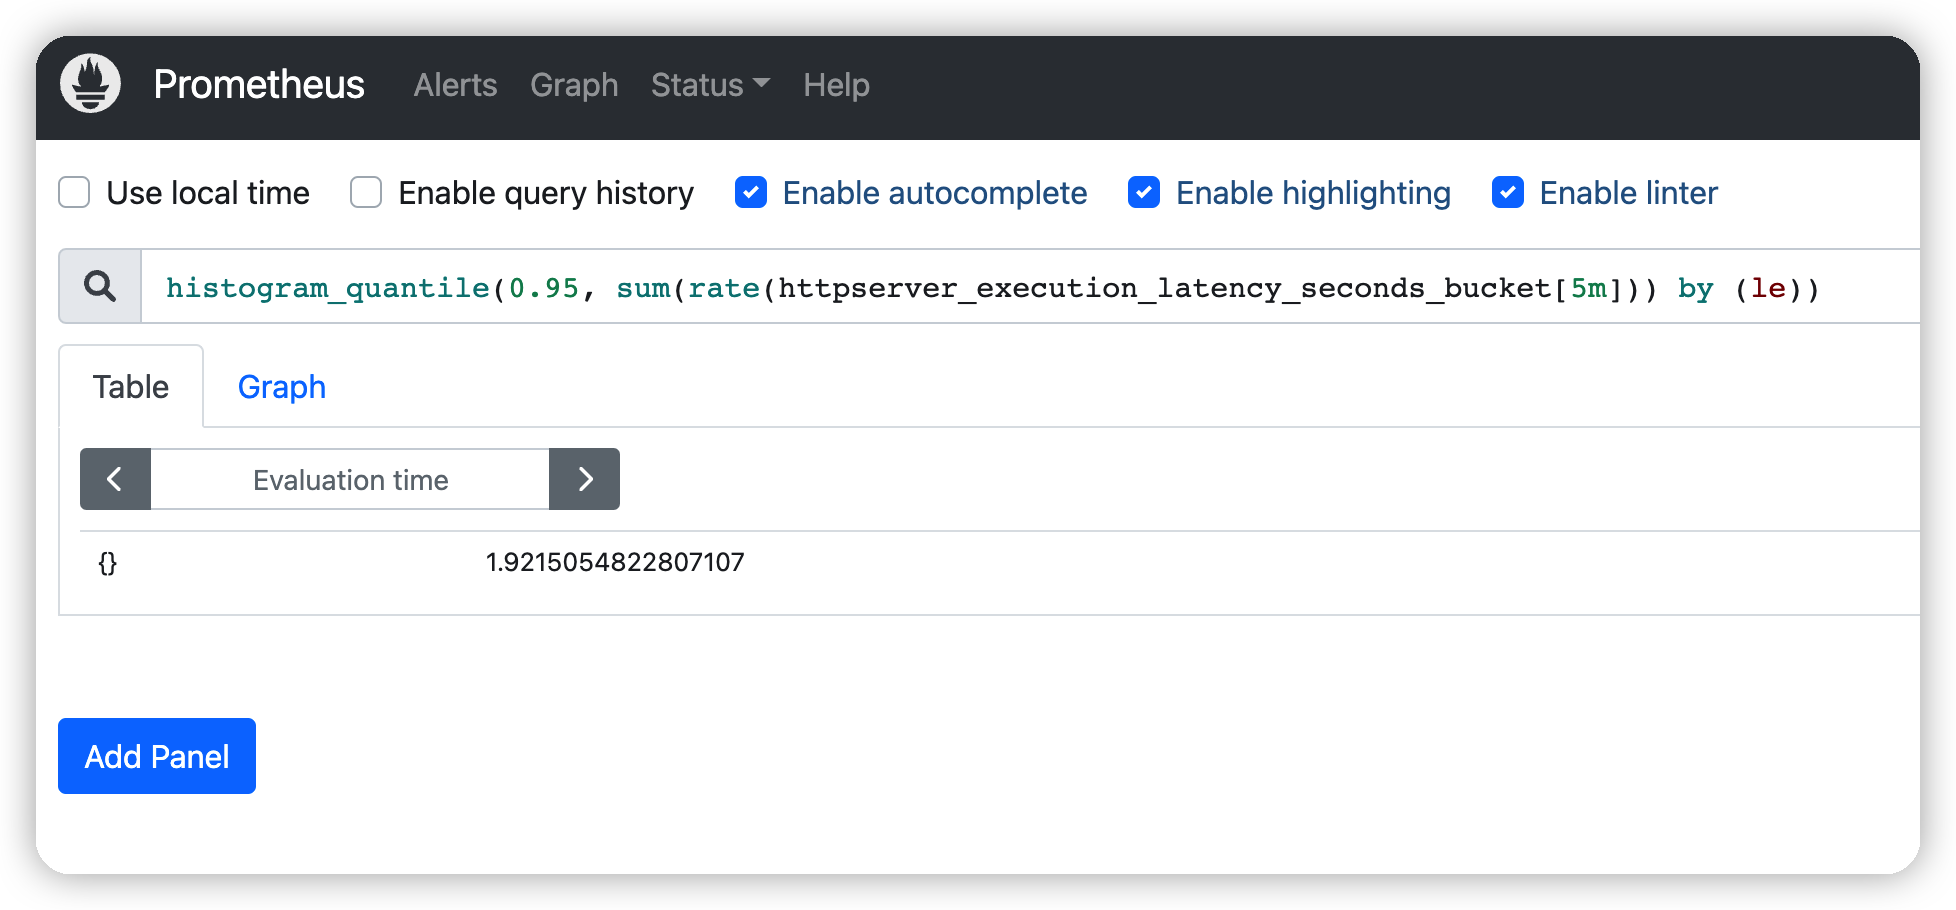 Prometheus Alerts Graph Status Help
Use local time Enable query history Enable autocomplete Enable highlighting Enable linter
histogram_quantile(0.95, sum(rate(httpserver_execution_latency_seconds_bucket[5m])) by (le))
Table Graph
Evaluation time
{} 1.9215054822807107
Add Panel